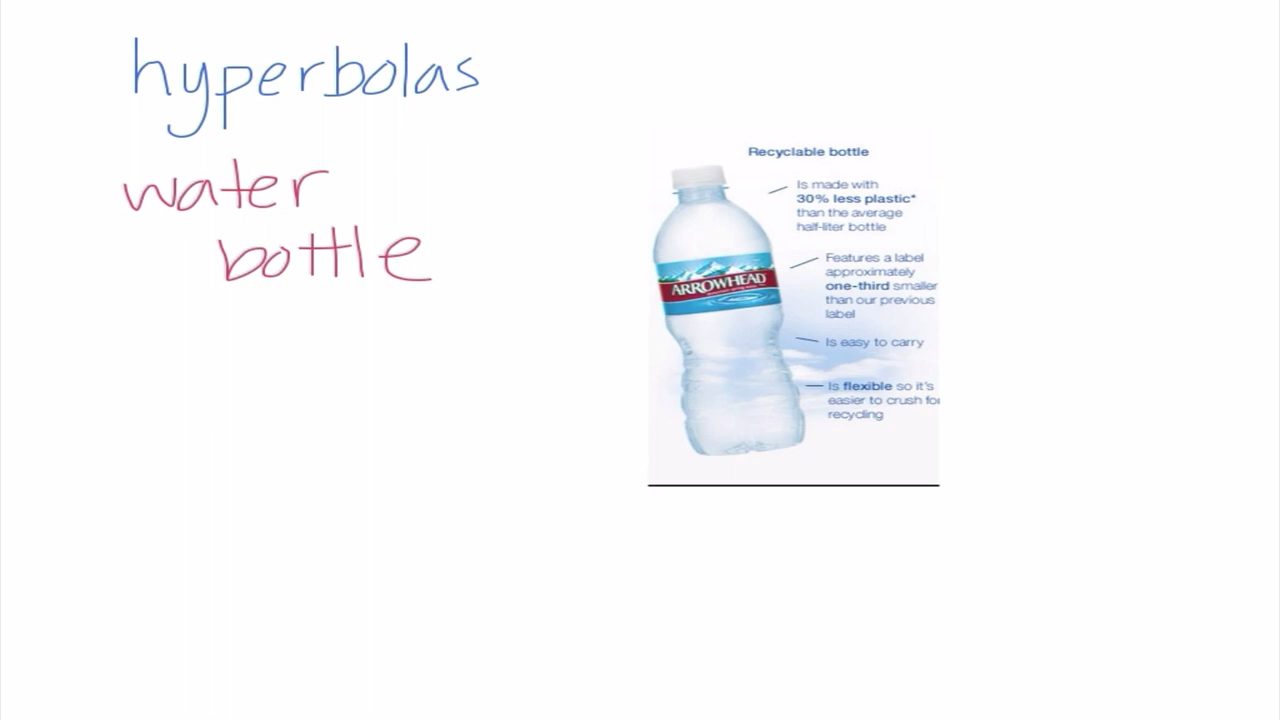 hyperbolas
water
bottle
Recyclable bottle
Is made with
30% less plastic*
than the average
half-liter bottle
Features a label
approximately
one-third smaller
than our previous
label
ARROWHEAD
Is easy to carry
Is flexible so it's
easier to crush for
recycling